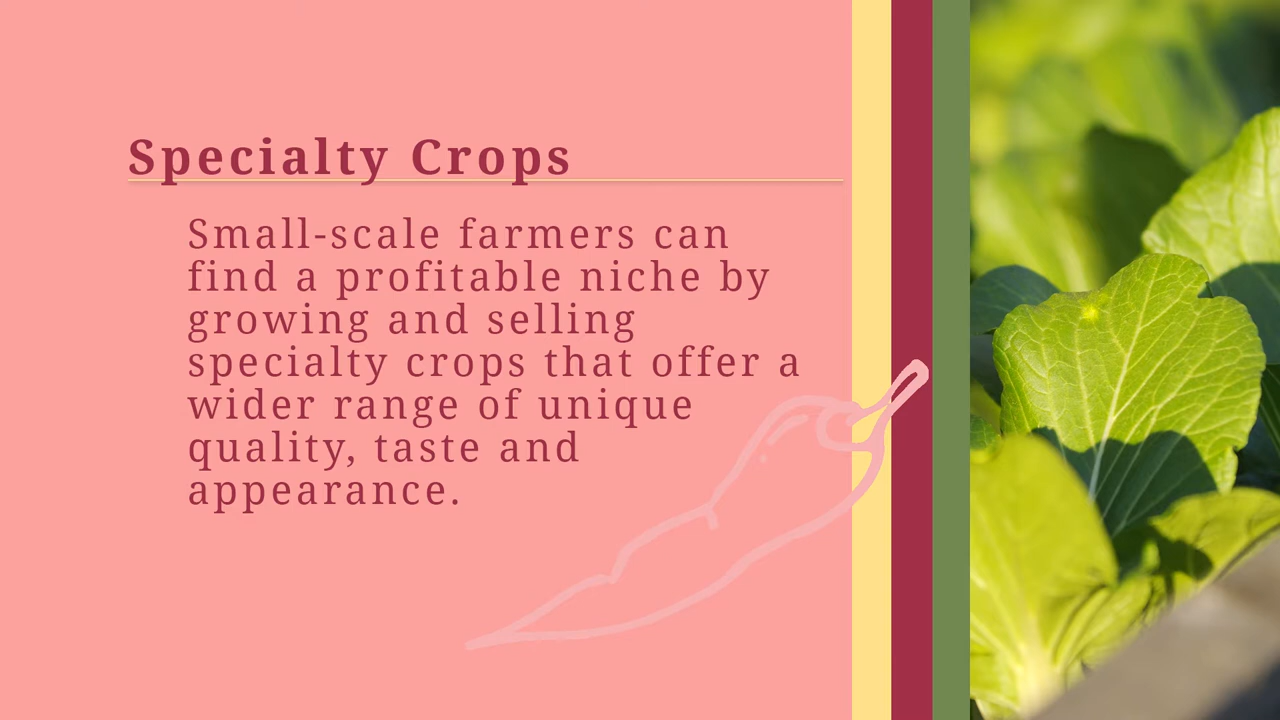 Specialty Crops
Small-scale farmers can
find a profitable niche by
growing and selling
specialty crops that offer a
wider range of unique
quality, taste and
appearance.